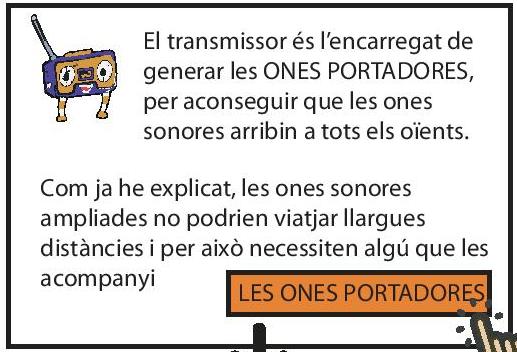 El transmissor és l'encarregat de
generar les ONES PORTADORES,
per aconseguir que les ones
sonores arribin a tots els oïents.
Com ja he explicat, les ones sonores
ampliades no podrien viatjar llargues
distàncies i per això necessiten algú que les
acompanyi
LES ONES PORTADORES